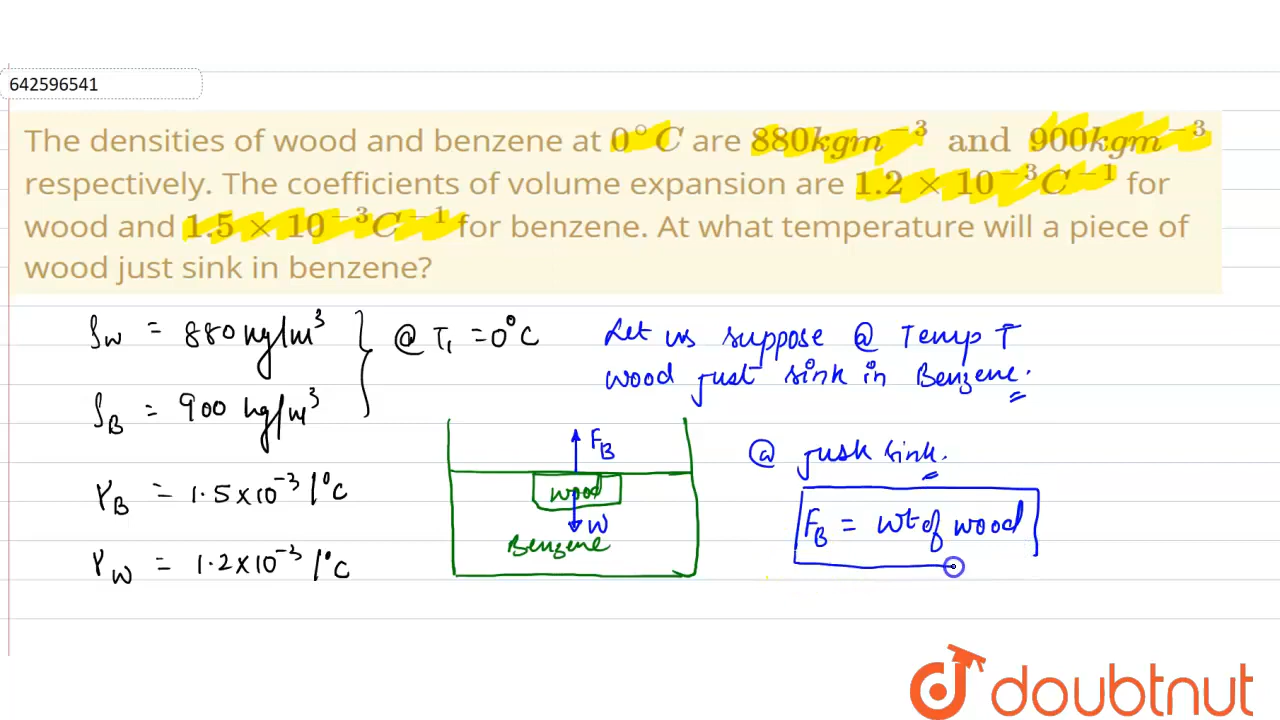 642596541
The densities of wood and benzene at 0°C are 880kgm⁻³ and 900kgm⁻³
respectively. The coefficients of volume expansion are 1.2 × 10⁻³C⁻¹ for
wood and 1.5 × 10⁻³C⁻¹ for benzene. At what temperature will a piece of
wood just sink in benzene?
ρw = 880 kg/m³
ρB = 900 kg/m³
@ T₁ = 0°C
γB = 1.5×10⁻³ /°C
γw = 1.2×10⁻³ /°C
Let us suppose @ Temp T
wood just sink in Benzene.
FB
wood
W
Benzene
@ just sink.
FB = wt of wood
doubtnut